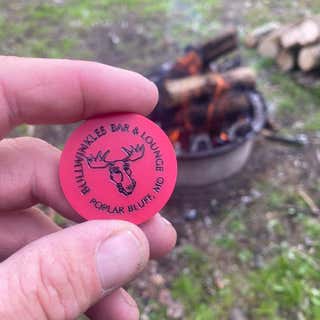 BULLWINKLES BAR & LOUNGE
POPLAR BLUFF, MO